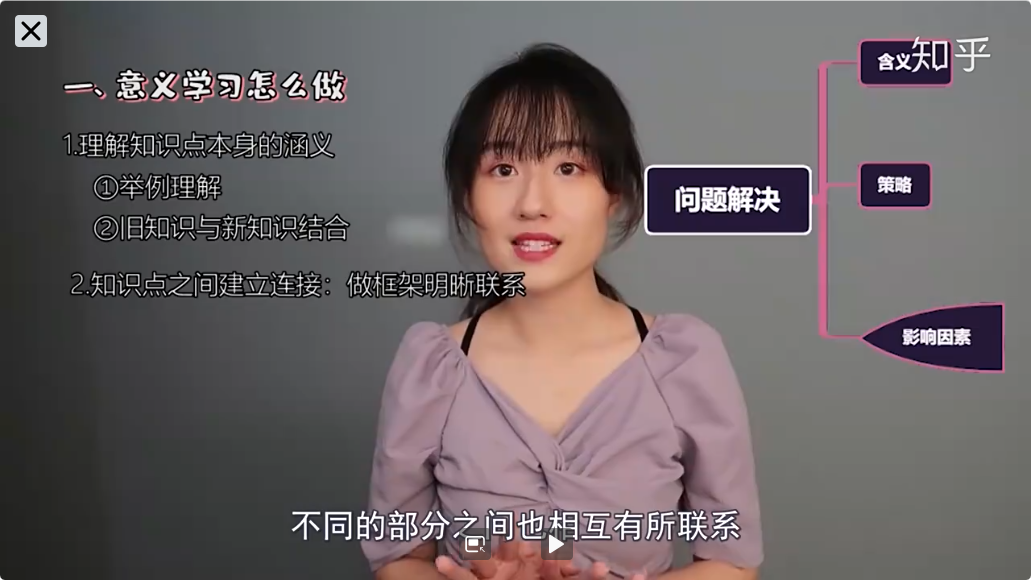 知乎
含义
一、意义学习怎么做
1.理解知识点本身的涵义
①举例理解
②旧知识与新知识结合
2.知识点之间建立连接：做框架明晰联系
问题解决
策略
影响因素
不同的部分之间也相互有所联系